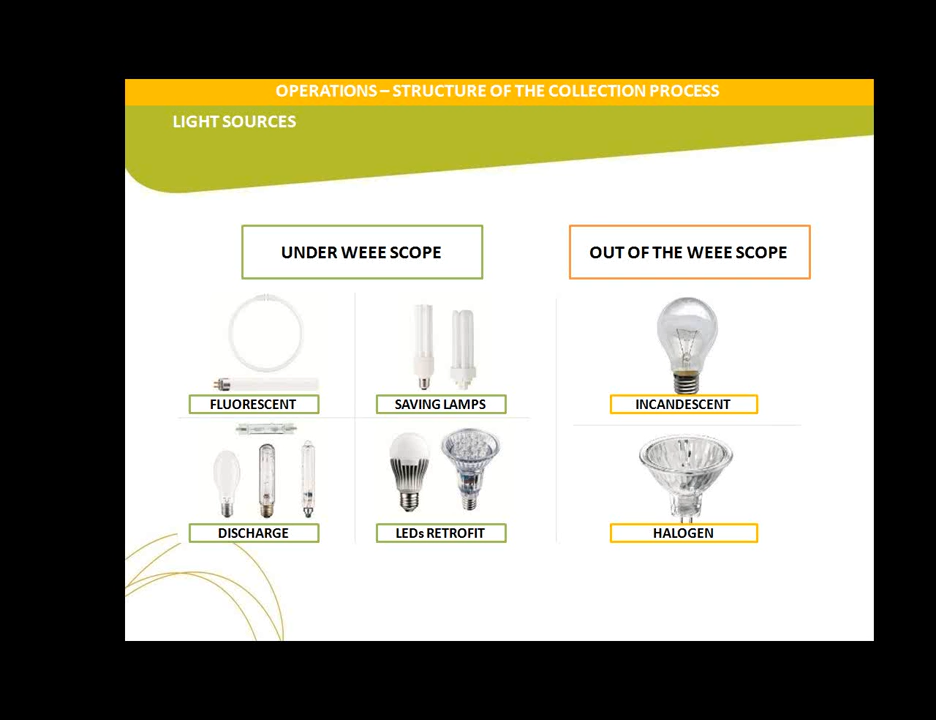 OPERATIONS – STRUCTURE OF THE COLLECTION PROCESS
LIGHT SOURCES
UNDER WEEE SCOPE
OUT OF THE WEEE SCOPE
FLUORESCENT
SAVING LAMPS
INCANDESCENT
DISCHARGE
LEDs RETROFIT
HALOGEN